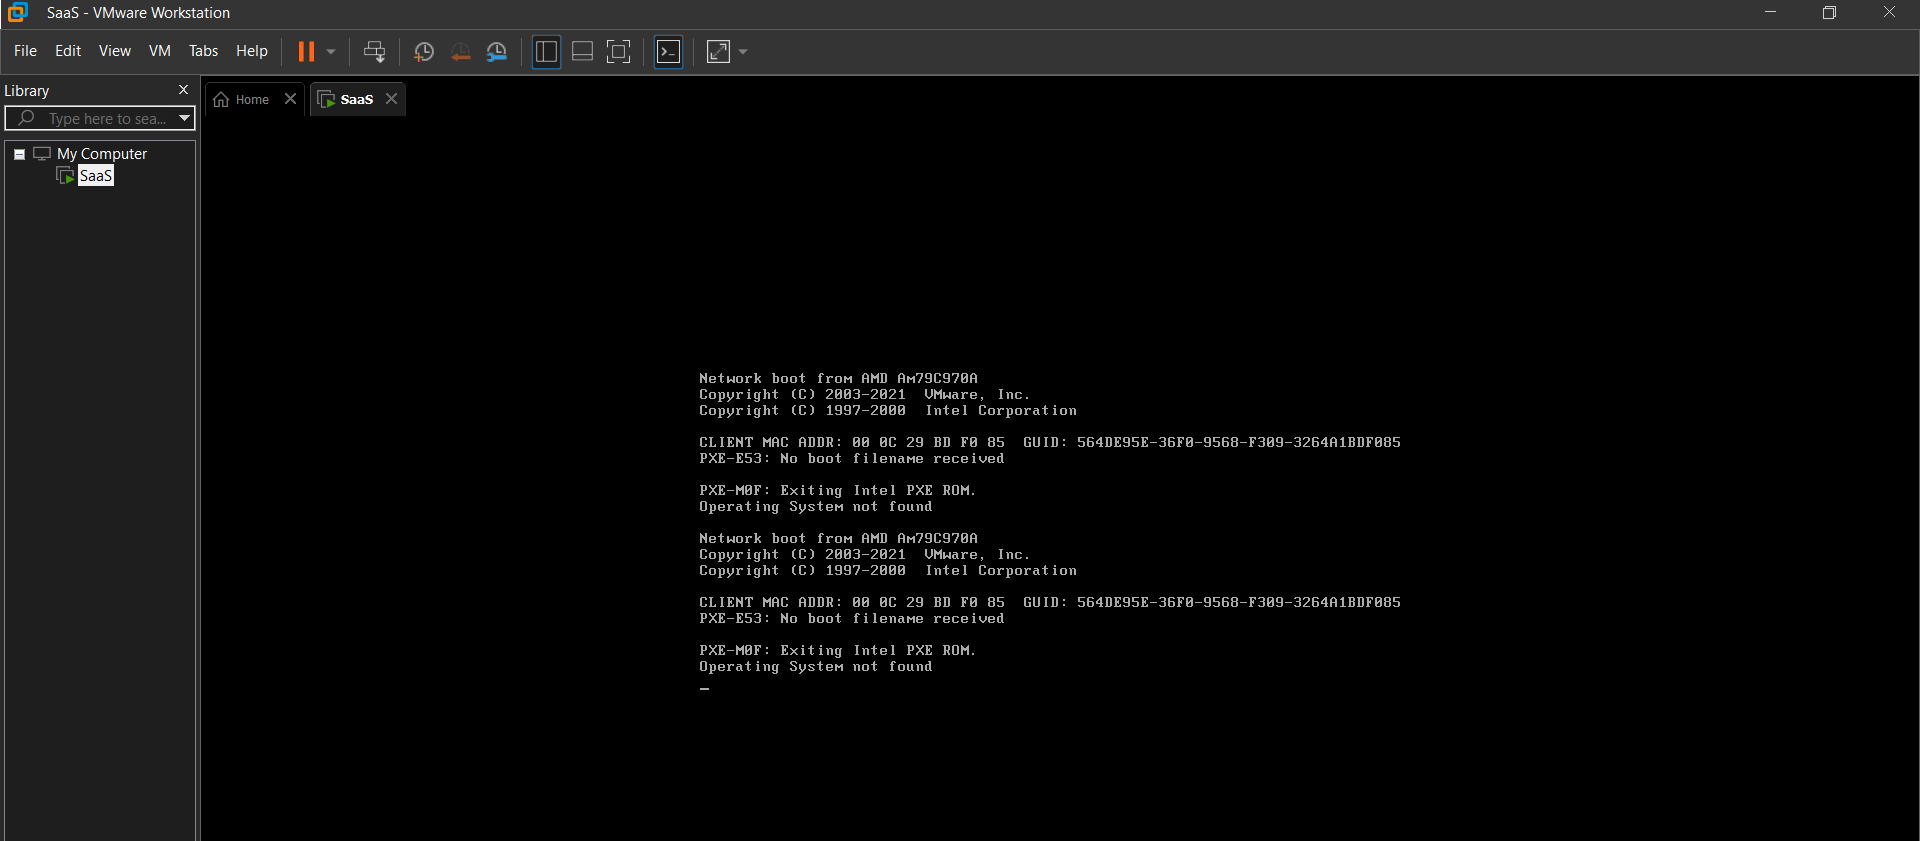 SaaS - VMware Workstation
File Edit View VM Tabs Help
Library
Type here to sea...
My Computer
SaaS
Home
SaaS
Network boot from AMD Am79C970A
Copyright (C) 2003-2021  VMware, Inc.
Copyright (C) 1997-2000  Intel Corporation
CLIENT MAC ADDR: 00 0C 29 BD F0 85  GUID: 564DE95E-36F0-9568-F309-3264A1BDF085
PXE-E53: No boot filename received
PXE-M0F: Exiting Intel PXE ROM.
Operating System not found
Network boot from AMD Am79C970A
Copyright (C) 2003-2021  VMware, Inc.
Copyright (C) 1997-2000  Intel Corporation
CLIENT MAC ADDR: 00 0C 29 BD F0 85  GUID: 564DE95E-36F0-9568-F309-3264A1BDF085
PXE-E53: No boot filename received
PXE-M0F: Exiting Intel PXE ROM.
Operating System not found